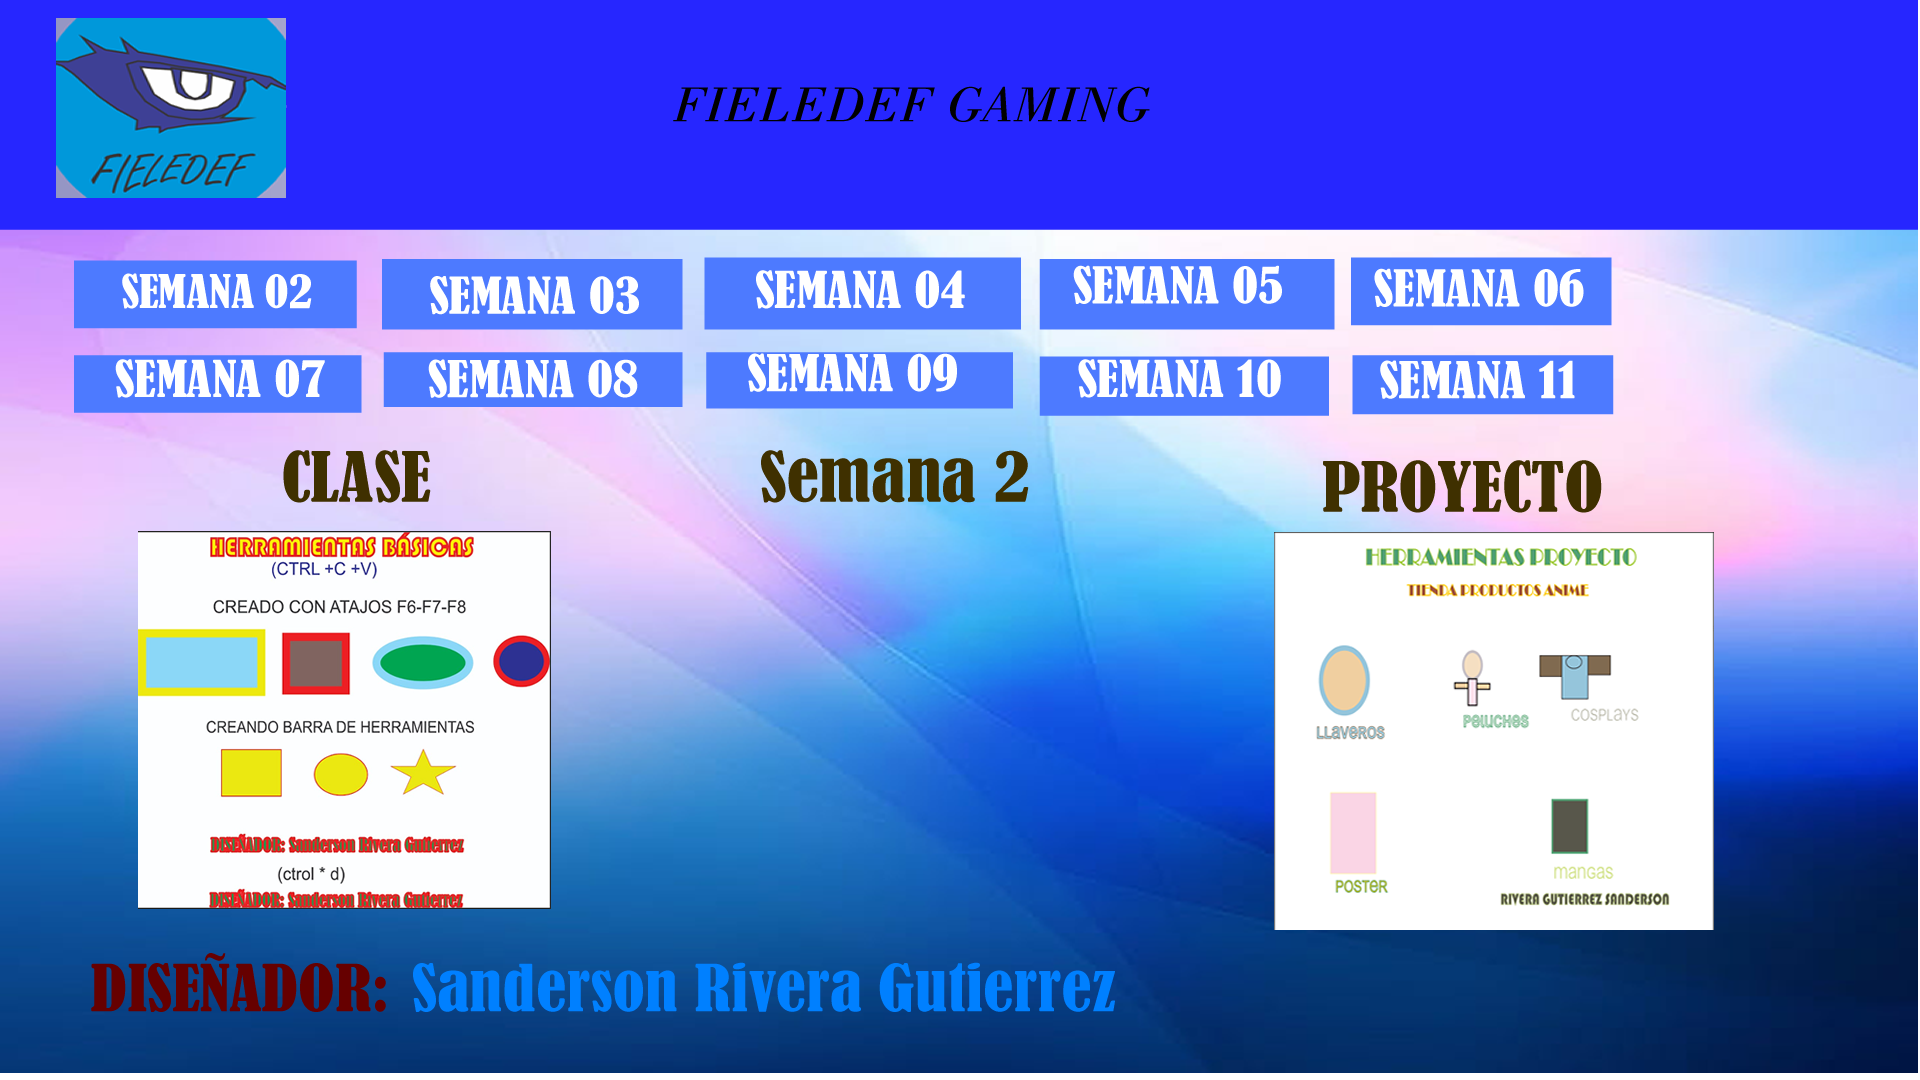 FIELEDEF
FIELEDEF GAMING
SEMANA 02
SEMANA 03
SEMANA 04
SEMANA 05
SEMANA 06
SEMANA 07
SEMANA 08
SEMANA 09
SEMANA 10
SEMANA 11
CLASE
Semana 2
PROYECTO
HERRAMIENTAS BÁSICAS
(CTRL +C +V)
CREADO CON ATAJOS F6-F7-F8
CREANDO BARRA DE HERRAMIENTAS
DISEÑADOR: Sanderson Rivera Gutierrez
(ctrol * d)
DISEÑADOR: Sanderson Rivera Gutierrez
HERRAMIENTAS PROYECTO
TIENDA PRODUCTOS ANIME
LLaveros
Peluches
cosplays
Poster
mangas
RIVERA GUTIERREZ SANDERSON
DISEÑADOR: Sanderson Rivera Gutierrez